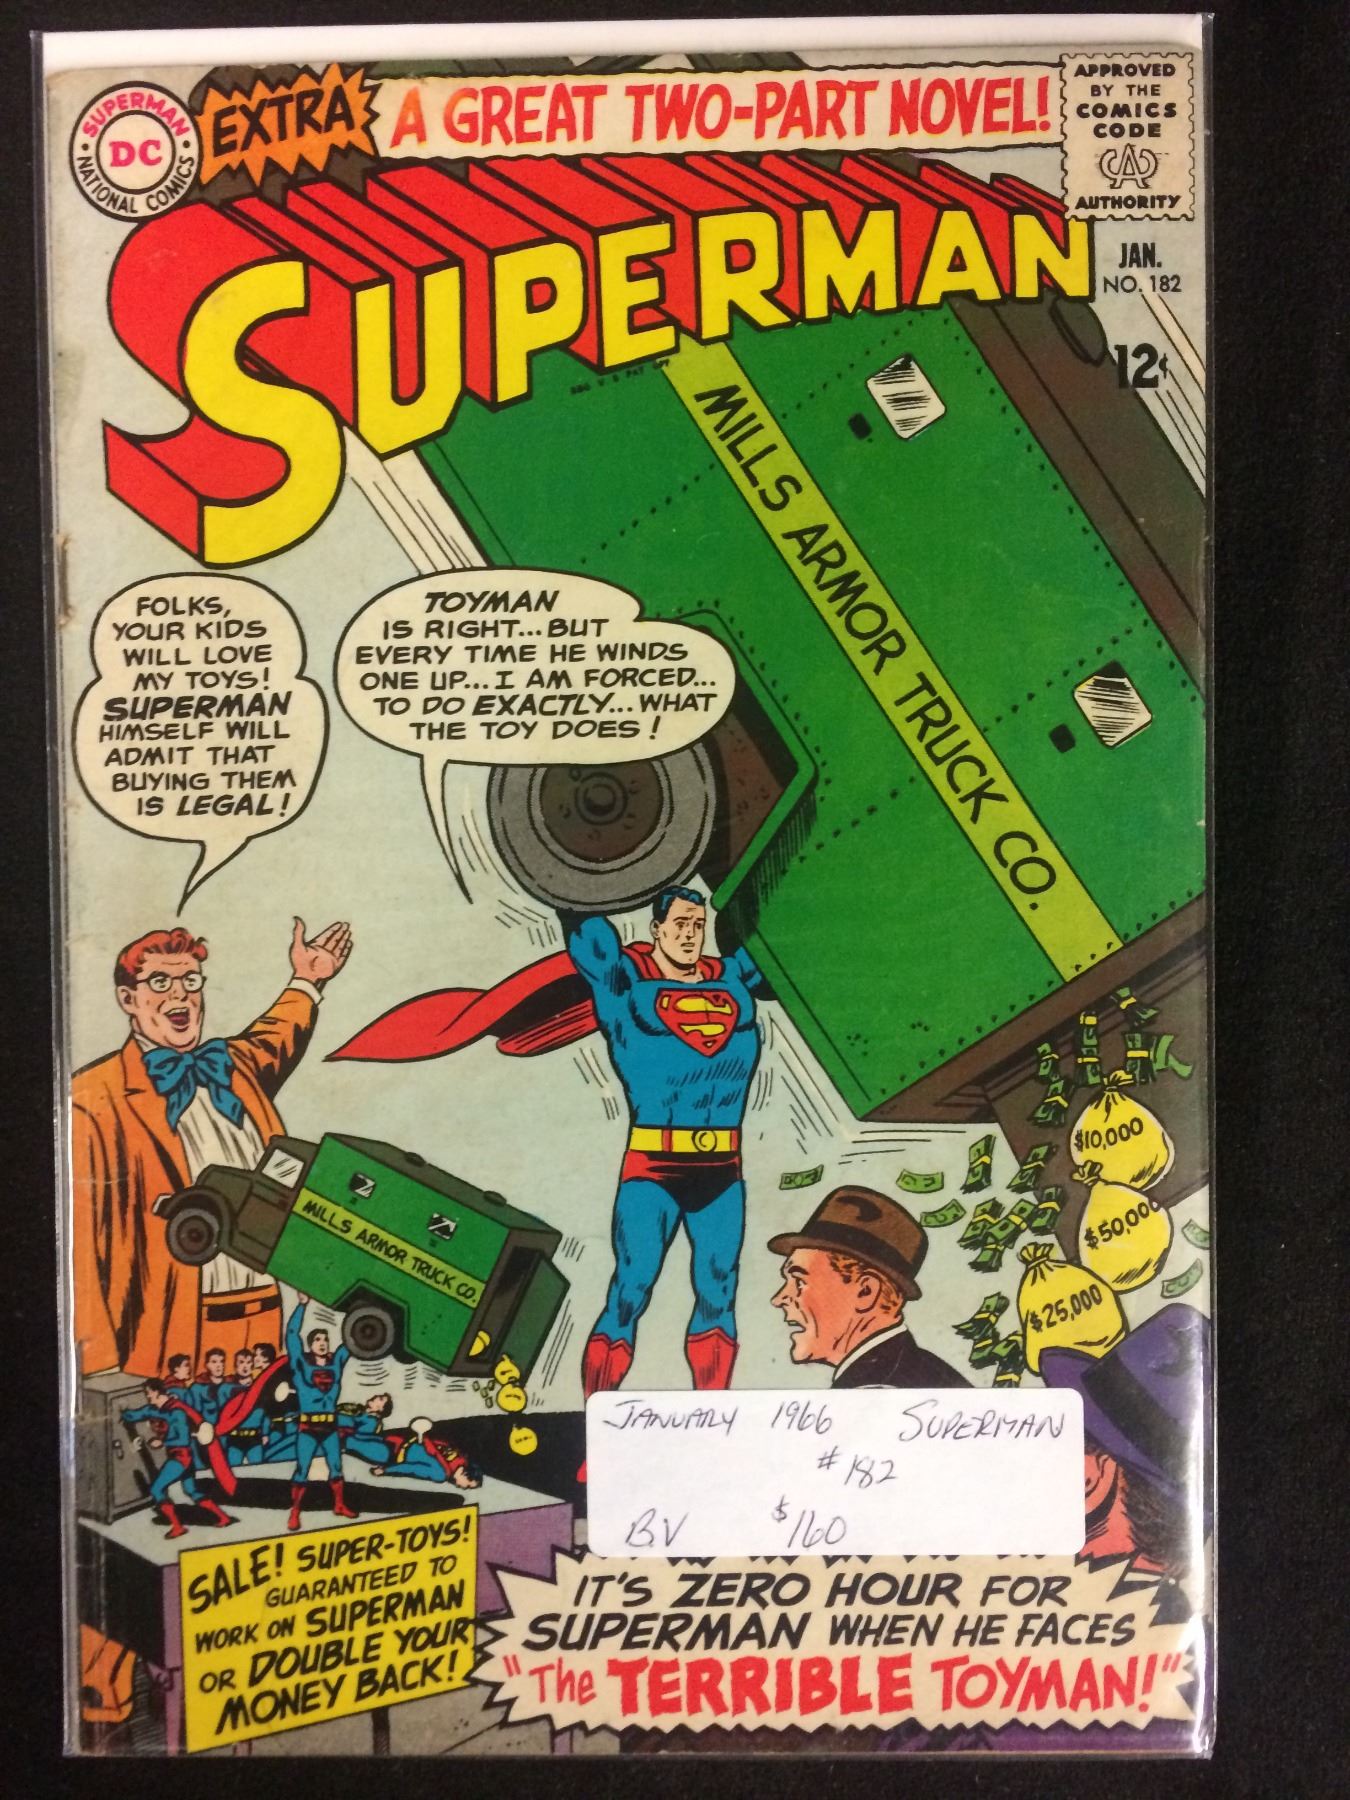 SUPERMAN
DC
NATIONAL COMICS
EXTRA
A GREAT TWO-PART NOVEL!
APPROVED
BY THE
COMICS
CODE
CA
AUTHORITY
SUPERMAN
JAN.
NO. 182
12¢
MILLS ARMOR TRUCK CO.
FOLKS,
YOUR KIDS
WILL LOVE
MY TOYS!
SUPERMAN
HIMSELF WILL
ADMIT THAT
BUYING THEM
IS LEGAL!
TOYMAN
IS RIGHT...BUT
EVERY TIME HE WINDS
ONE UP...I AM FORCED...
TO DO EXACTLY...WHAT
THE TOY DOES!
$10,000
$50,000
$25,000
MILLS ARMOR TRUCK CO.
JANUARY 1966 SUPERMAN
# 182
B.V $160
SALE! SUPER-TOYS!
GUARANTEED TO
WORK ON SUPERMAN
OR DOUBLE YOUR
MONEY BACK!
IT'S ZERO HOUR FOR
SUPERMAN WHEN HE FACES
"The TERRIBLE TOYMAN!"